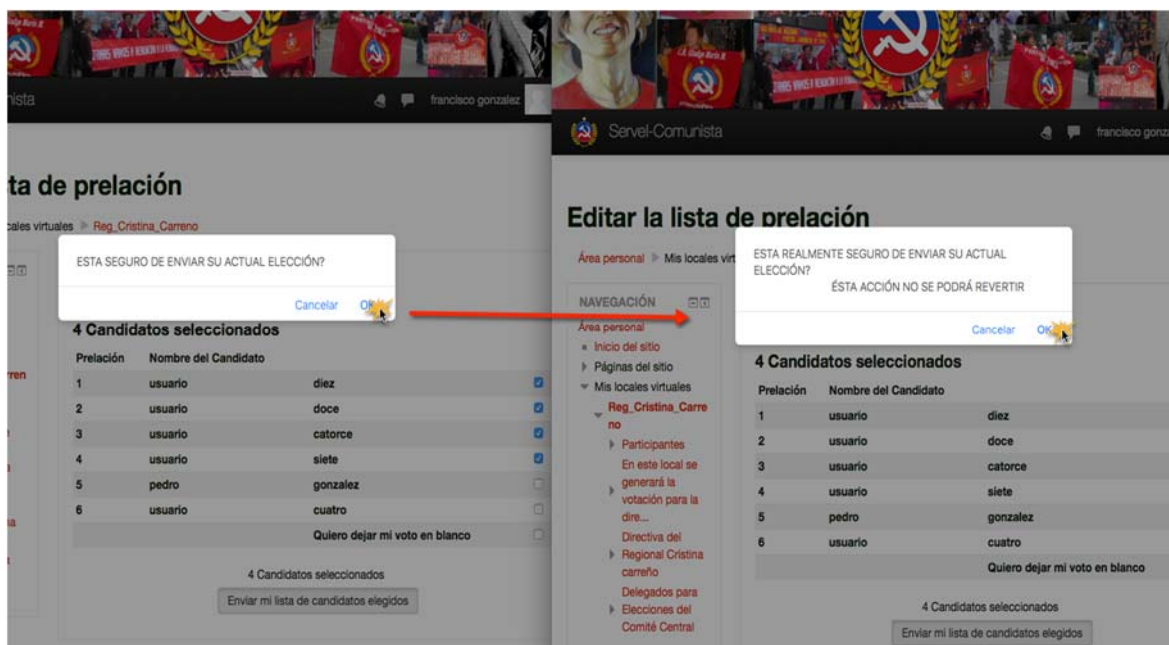 nista
francisco gonzalez
ta de prelación
cales virtuales ▶ Reg_Cristina_Carreno
ESTA SEGURO DE ENVIAR SU ACTUAL ELECCIÓN?
Cancelar OK
4 Candidatos seleccionados
Prelación Nombre del Candidato
1 usuario diez
2 usuario doce
3 usuario catorce
4 usuario siete
5 pedro gonzalez
6 usuario cuatro
Quiero dejar mi voto en blanco
4 Candidatos seleccionados
Enviar mi lista de candidatos elegidos
rren
Servel-Comunista
francisco gonz
Editar la lista de prelación
Área personal ▶ Mis locales virt
ESTA REALMENTE SEGURO DE ENVIAR SU ACTUAL
ELECCIÓN?
ÉSTA ACCIÓN NO SE PODRÁ REVERTIR
Cancelar OK
NAVEGACIÓN
Área personal
Inicio del sitio
Páginas del sitio
Mis locales virtuales
Reg_Cristina_Carre
no
Participantes
En este local se
generará la
votación para la
dire...
Directiva del
Regional Cristina
carreño
Delegados para
Elecciones del
Comité Central
4 Candidatos seleccionados
Prelación Nombre del Candidato
1 usuario diez
2 usuario doce
3 usuario catorce
4 usuario siete
5 pedro gonzalez
6 usuario cuatro
Quiero dejar mi voto en blanco
4 Candidatos seleccionados
Enviar mi lista de candidatos elegidos